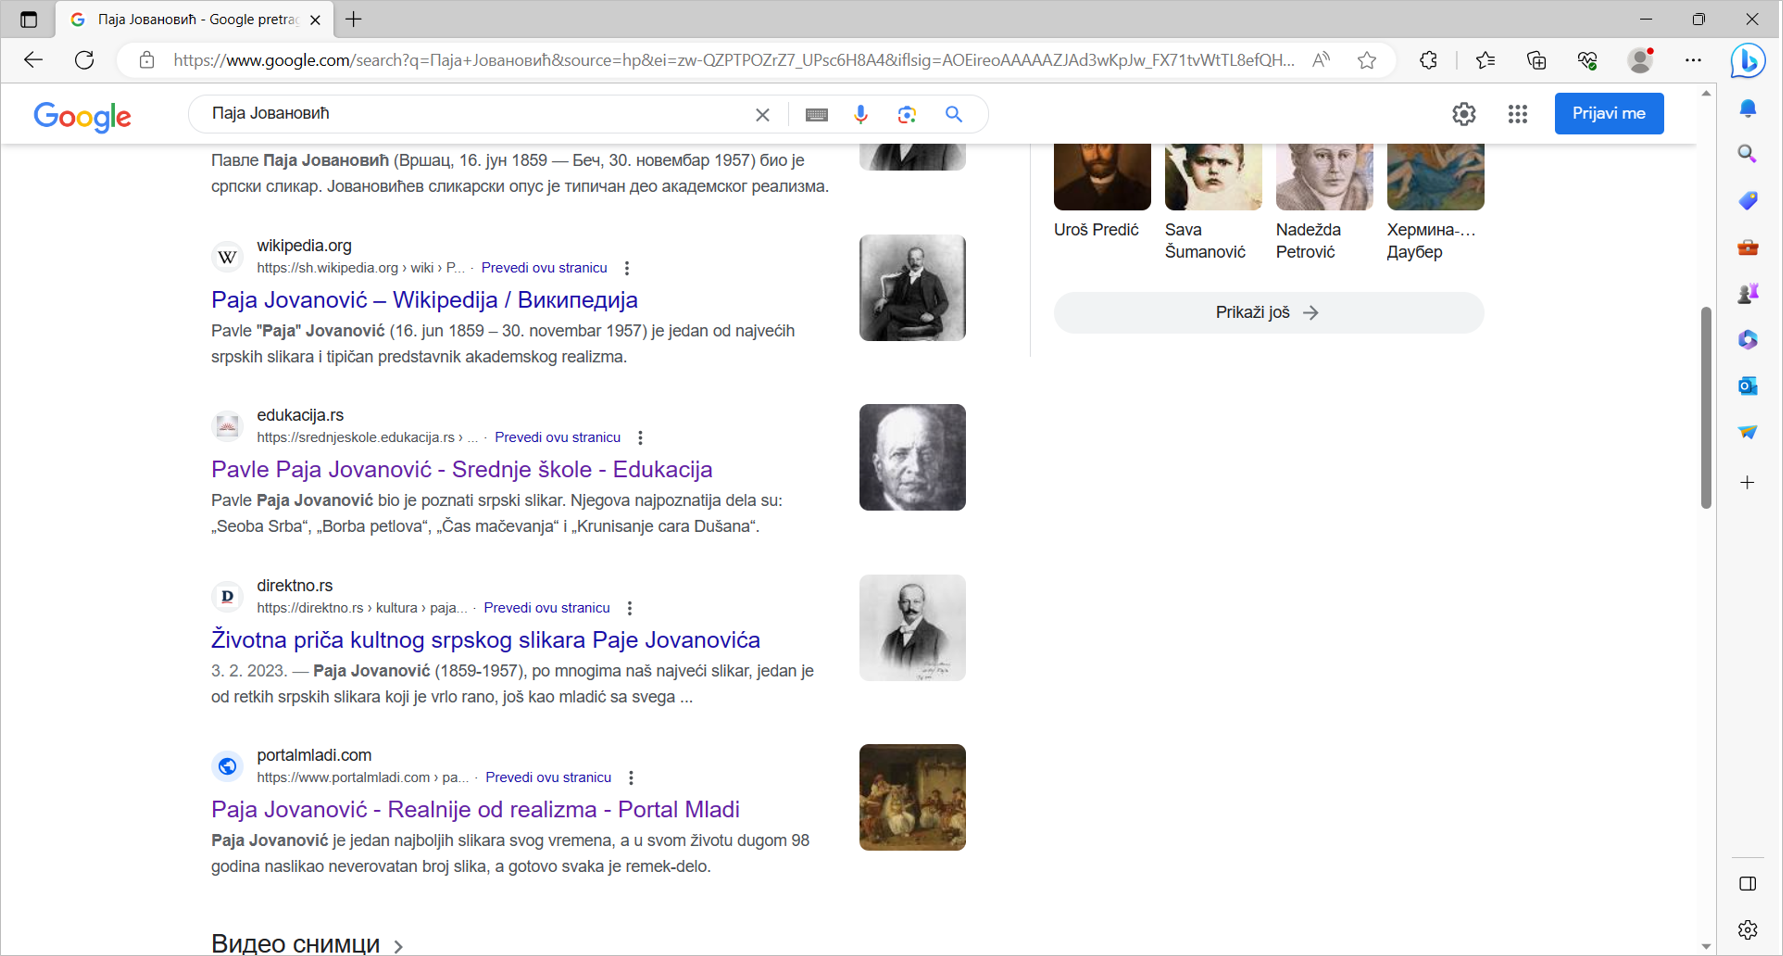 Паја Јовановић - Google pretrag
https://www.google.com/search?q=Паја+Јовановић&source=hp&ei=zw-QZPTPOZrZ7_UPsc6H8A4&iflsig=AOEireoAAAAAZJAd3wKpJw_FX71tvWtTL8efQH...
Google
Паја Јовановић
Prijavi me
Павле Паја Јовановић (Вршац, 16. јун 1859 — Беч, 30. новембар 1957) био је
српски сликар. Јовановићев сликарски опус је типичан део академског реализма.
W
wikipedia.org
https://sh.wikipedia.org › wiki › P... · Prevedi ovu stranicu
Paja Jovanović – Wikipedija / Википедија
Pavle "Paja" Jovanović (16. jun 1859 – 30. novembar 1957) je jedan od najvećih
srpskih slikara i tipičan predstavnik akademskog realizma.
edukacija.rs
https://srednjeskole.edukacija.rs › ... · Prevedi ovu stranicu
Pavle Paja Jovanović - Srednje škole - Edukacija
Pavle Paja Jovanović bio je poznati srpski slikar. Njegova najpoznatija dela su:
„Seoba Srba“, „Borba petlova“, „Čas mačevanja“ i „Krunisanje cara Dušana“.
D
direktno.rs
https://direktno.rs › kultura › paja... · Prevedi ovu stranicu
Životna priča kultnog srpskog slikara Paje Jovanovića
3. 2. 2023. — Paja Jovanović (1859-1957), po mnogima naš najveći slikar, jedan je
od retkih srpskih slikara koji je vrlo rano, još kao mladić sa svega ...
portalmladi.com
https://www.portalmladi.com › pa... · Prevedi ovu stranicu
Paja Jovanović - Realnije od realizma - Portal Mladi
Paja Jovanović je jedan najboljih slikara svog vremena, a u svom životu dugom 98
godina naslikao neverovatan broj slika, a gotovo svaka je remek-delo.
Видео снимци
Uroš Predić
Sava
Šumanović
Nadežda
Petrović
Хермина-...
Даубер
Prikaži još